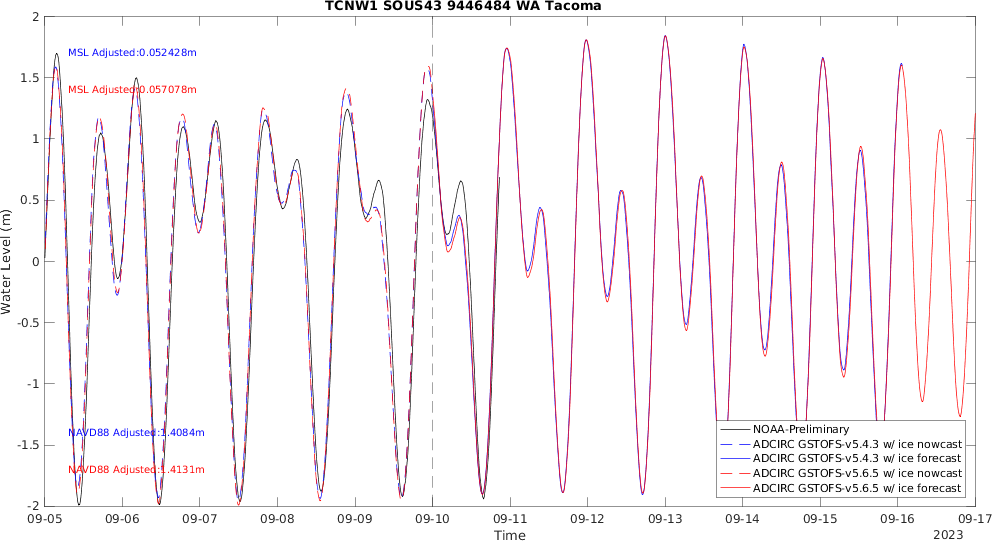 TCNW1 SOUS43 9446484 WA Tacoma
2
1.5
1
0.5
0
-0.5
-1
-1.5
-2
Water Level (m)
MSL Adjusted:0.052428m
MSL Adjusted:0.057078m
NAVD88 Adjusted:1.4084m
NAVD88 Adjusted:1.4131m
NOAA-Preliminary
ADCIRC GSTOFS-v5.4.3 w/ ice nowcast
ADCIRC GSTOFS-v5.4.3 w/ ice forecast
ADCIRC GSTOFS-v5.6.5 w/ ice nowcast
ADCIRC GSTOFS-v5.6.5 w/ ice forecast
09-05 09-06 09-07 09-08 09-09 09-10 09-11 09-12 09-13 09-14 09-15 09-16 09-17
Time
2023